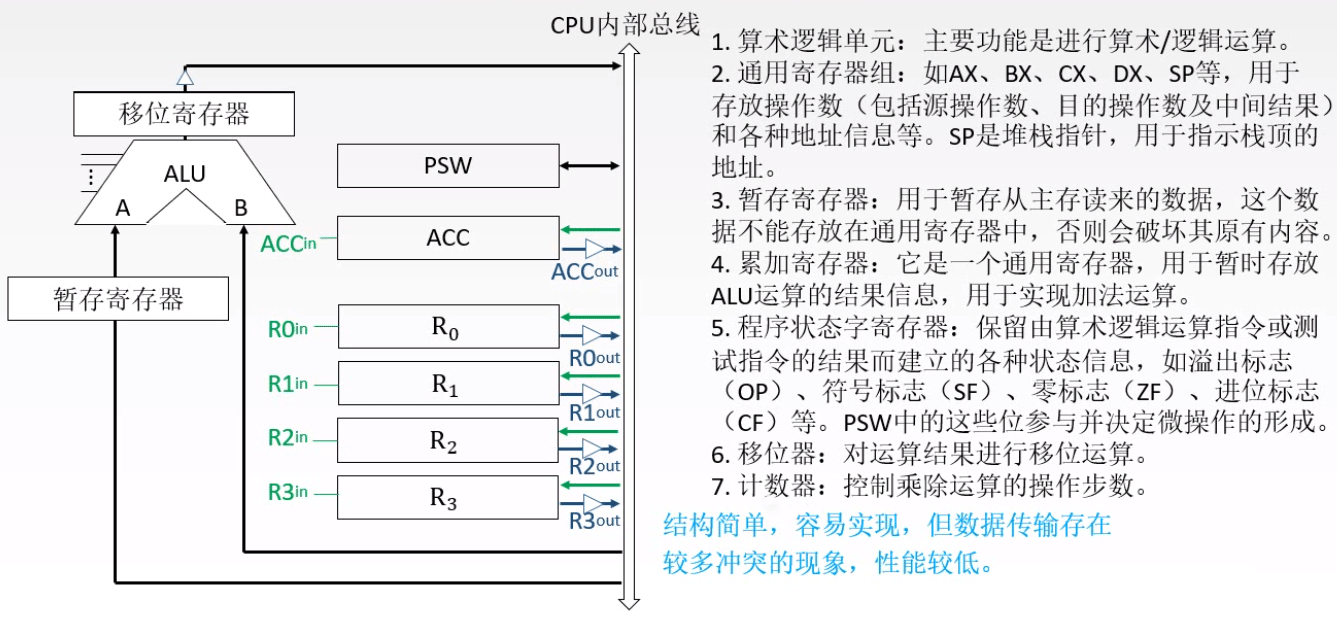 CPU内部总线
移位寄存器
ALU
A
B
暂存寄存器
PSW
ACCin
ACC
ACCout
R0in
R0
R0out
R1in
R1
R1out
R2in
R2
R2out
R3in
R3
R3out
1. 算术逻辑单元：主要功能是进行算术/逻辑运算。
2. 通用寄存器组：如AX、BX、CX、DX、SP等，用于
存放操作数（包括源操作数、目的操作数及中间结果）
和各种地址信息等。SP是堆栈指针，用于指示栈顶的
地址。
3. 暂存寄存器：用于暂存从主存读来的数据，这个数
据不能存放在通用寄存器中，否则会破坏其原有内容。
4. 累加寄存器：它是一个通用寄存器，用于暂时存放
ALU运算的结果信息，用于实现加法运算。
5. 程序状态字寄存器：保留由算术逻辑运算指令或测
试指令的结果而建立的各种状态信息，如溢出标志
（OP）、符号标志（SF）、零标志（ZF）、进位标志
（CF）等。PSW中的这些位参与并决定微操作的形成。
6. 移位器：对运算结果进行移位运算。
7. 计数器：控制乘除运算的操作步数。
结构简单，容易实现，但数据传输存在
较多冲突的现象，性能较低。